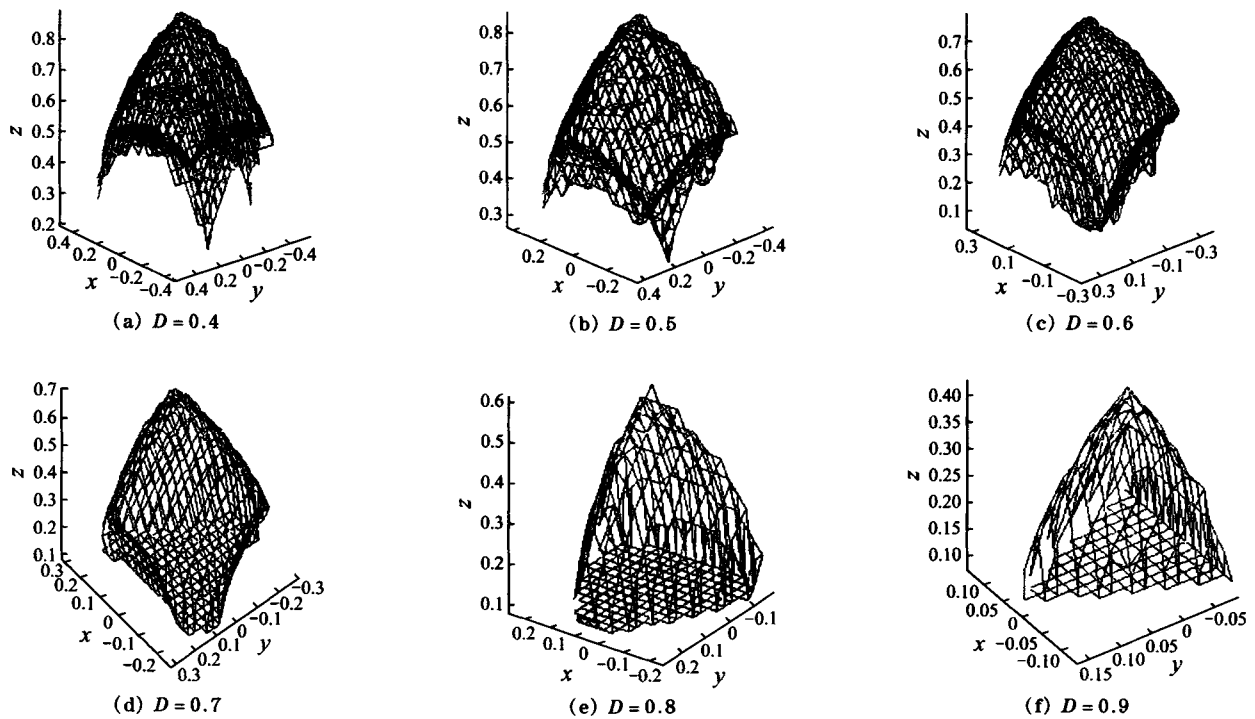 0.8
0.7
0.6
0.5
0.4
0.3
0.2
z
0.4 0.2 0 -0.2 -0.4
x
0.4 0.2 0 -0.2 -0.4
y
(a) D=0.4
0.8
0.7
0.6
0.5
0.4
0.3
z
0.2 0 -0.2
x
0.4 0.2 0 -0.2 -0.4
y
(b) D=0.5
0.7
0.6
0.5
0.4
0.3
0.2
0.1
z
0.3 0.1 -0.1 -0.3
x
0.3 0.1 -0.1 -0.3
y
(c) D=0.6
0.7
0.6
0.5
0.4
0.3
0.2
0.1
z
0.3 0.2 0.1 0 -0.1 -0.2
x
0.3 0.2 0.1 0 -0.1 -0.2 -0.3
y
(d) D=0.7
0.6
0.5
0.4
0.3
0.2
0.1
z
0.2 0.1 0 -0.1 -0.2
x
0.2 0.1 0 -0.1
y
(e) D=0.8
0.40
0.35
0.30
0.25
0.20
0.15
0.10
z
0.10 0.05 0 -0.05 -0.10
x
0.15 0.10 0.05 0 -0.05
y
(f) D=0.9